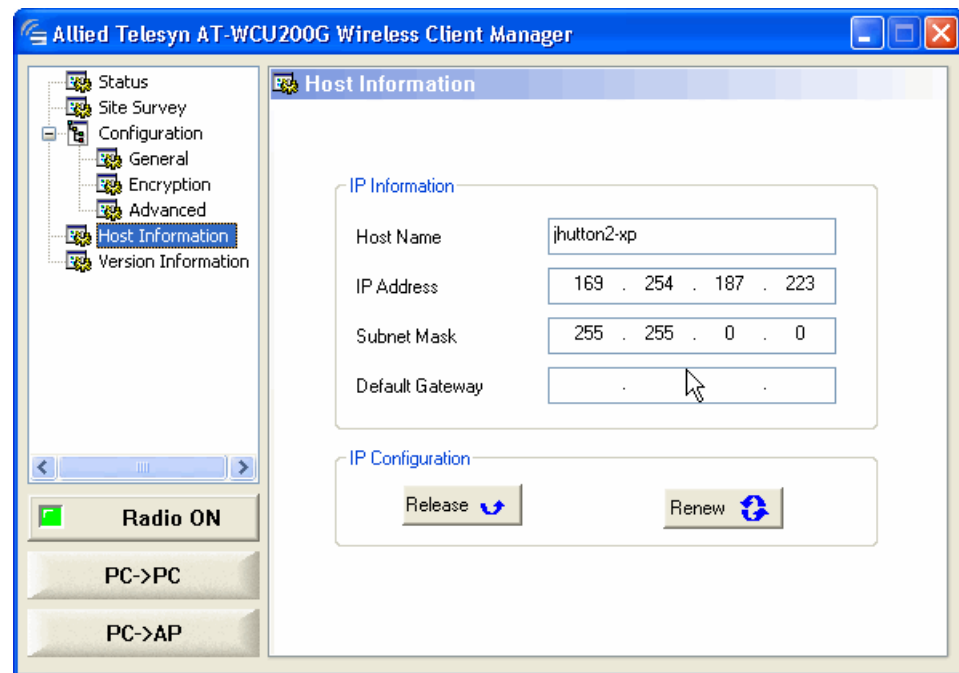 Allied Telesyn AT-WCU200G Wireless Client Manager
Status
Site Survey
Configuration
General
Encryption
Advanced
Host Information
Version Information
Radio ON
PC->PC
PC->AP
Host Information
IP Information
Host Name jhutton2-xp
IP Address 169 . 254 . 187 . 223
Subnet Mask 255 . 255 . 0 . 0
Default Gateway . . .
IP Configuration
Release Renew